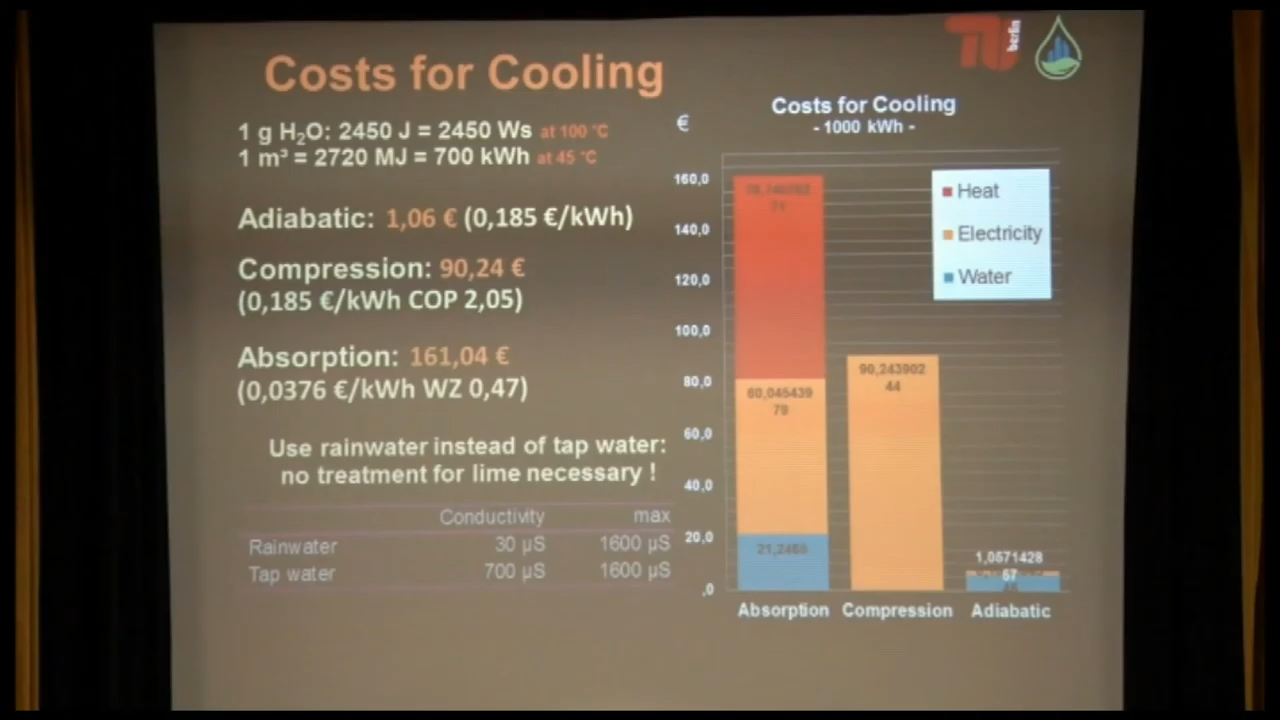 Costs for Cooling
1 g H₂O: 2450 J = 2450 Ws at 100 °C
1 m³ = 2720 MJ = 700 kWh at 45 °C
Adiabatic: 1,06 € (0,185 €/kWh)
Compression: 90,24 €
(0,185 €/kWh COP 2,05)
Absorption: 161,04 €
(0,0376 €/kWh WZ 0,47)
Use rainwater instead of tap water:
no treatment for lime necessary !
Conductivity max
Rainwater 30 µS 1600 µS
Tap water 700 µS 1600 µS
TU berlin
Costs for Cooling
- 1000 kWh -
€
160,0
140,0
120,0
100,0
80,0
60,0
40,0
20,0
,0
Heat
Electricity
Water
60,045439
79
90,243902
44
1,0571428
57
Absorption Compression Adiabatic